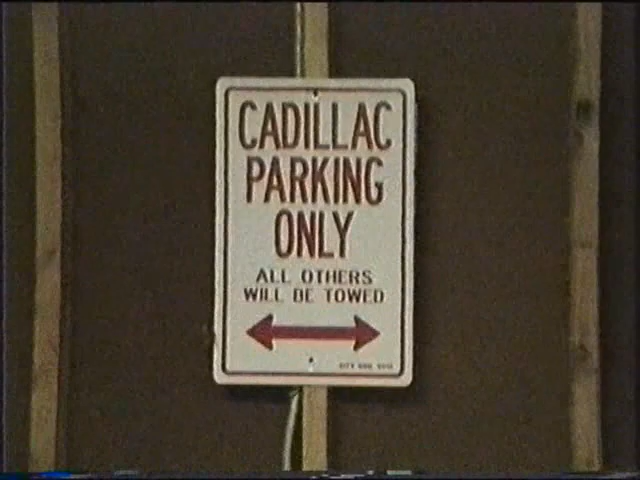 CADILLAC
PARKING
ONLY
ALL OTHERS
WILL BE TOWED